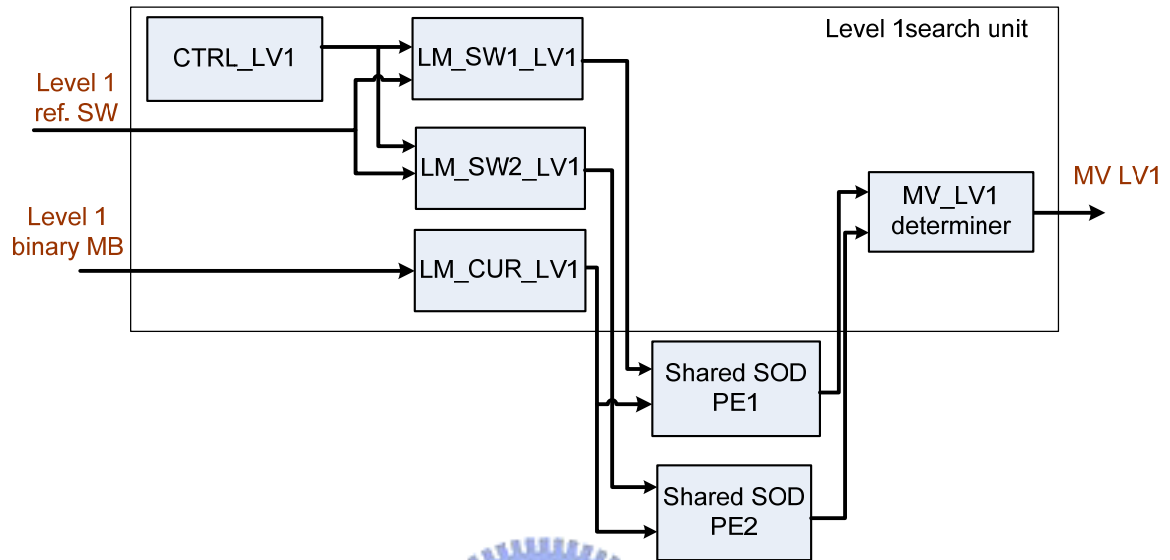 Level 1search unit
CTRL_LV1
LM_SW1_LV1
Level 1
ref. SW
LM_SW2_LV1
MV_LV1
determiner
MV LV1
Level 1
binary MB
LM_CUR_LV1
Shared SOD
PE1
Shared SOD
PE2